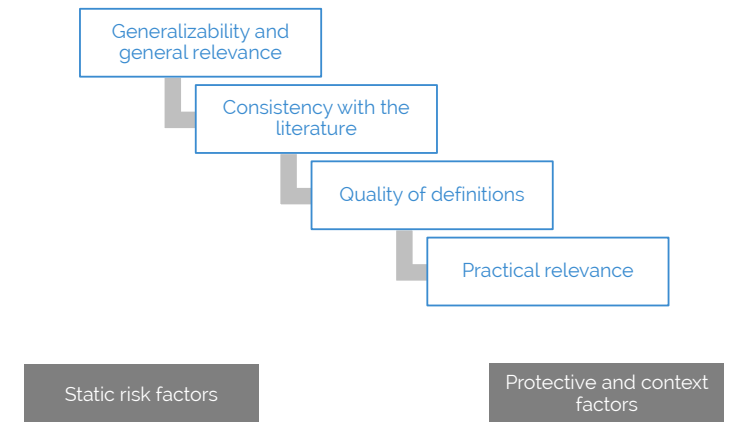 Generalizability and
general relevance
Consistency with the
literature
Quality of definitions
Practical relevance
Static risk factors
Protective and context
factors